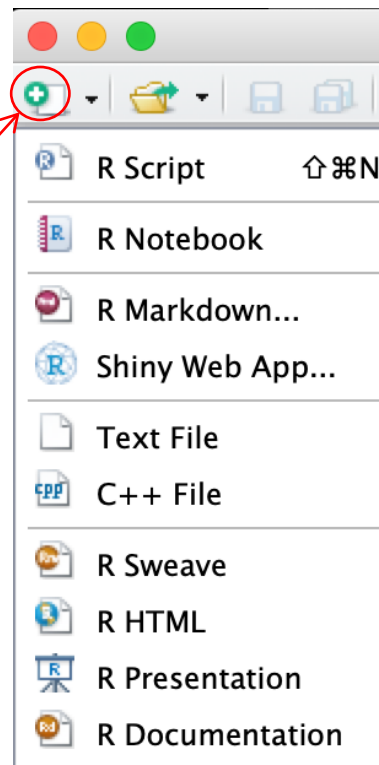 R Script ⇧⌘N
R Notebook
R Markdown...
Shiny Web App...
Text File
C++ File
R Sweave
R HTML
R Presentation
R Documentation